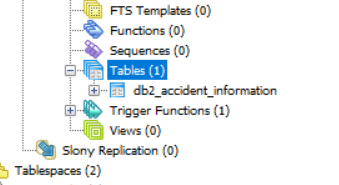 FTS Templates (0)
Functions (0)
Sequences (0)
Tables (1)
db2_accident_information
Trigger Functions (1)
Views (0)
Slony Replication (0)
Tablespaces (2)